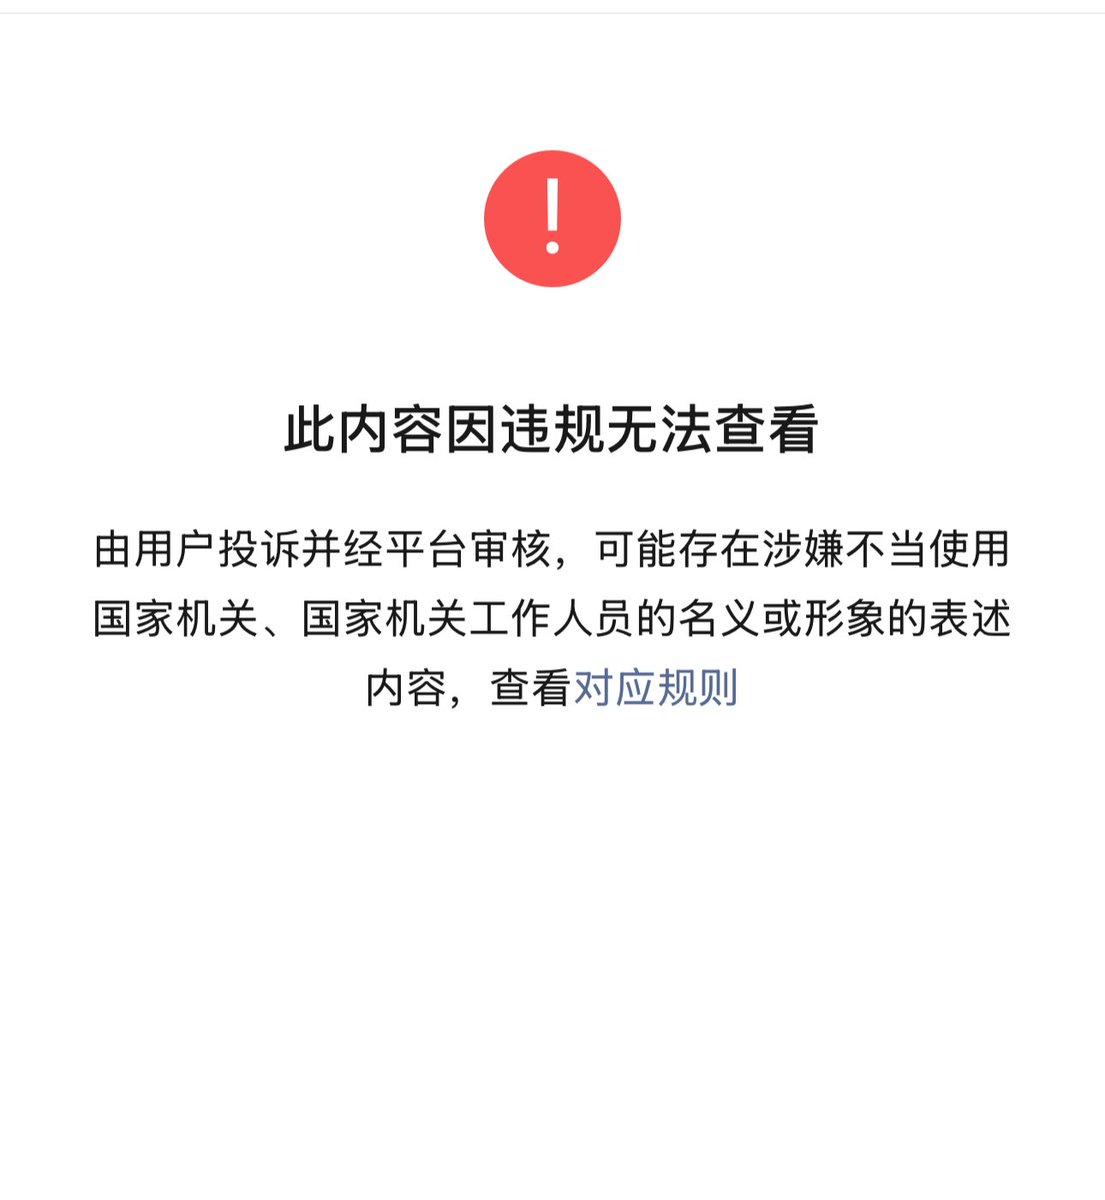 此内容因违规无法查看
由用户投诉并经平台审核，可能存在涉嫌不当使用
国家机关、国家机关工作人员的名义或形象的表述
内容，查看对应规则